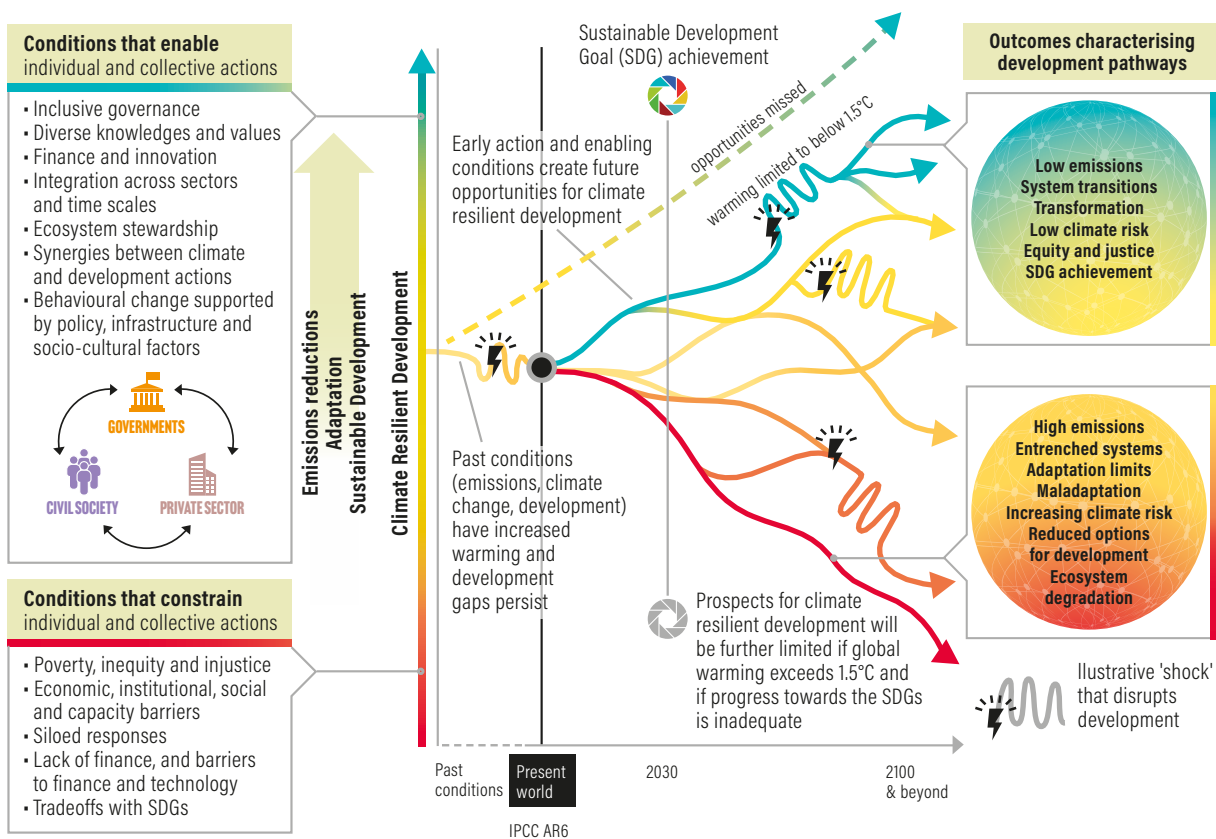 Conditions that enable
individual and collective actions
• Inclusive governance
• Diverse knowledges and values
• Finance and innovation
• Integration across sectors
and time scales
• Ecosystem stewardship
• Synergies between climate
and development actions
• Behavioural change supported
by policy, infrastructure and
socio-cultural factors
GOVERNMENTS
CIVIL SOCIETY
PRIVATE SECTOR
Conditions that constrain
individual and collective actions
• Poverty, inequity and injustice
• Economic, institutional, social
and capacity barriers
• Siloed responses
• Lack of finance, and barriers
to finance and technology
• Tradeoffs with SDGs
Emissions reductions
Adaptation
Sustainable Development
Climate Resilient Development
Sustainable Development
Goal (SDG) achievement
Early action and enabling
conditions create future
opportunities for climate
resilient development
opportunities missed
warming limited to below 1.5°C
Past conditions
(emissions, climate
change, development)
have increased
warming and
development
gaps persist
Prospects for climate
resilient development will
be further limited if global
warming exceeds 1.5°C and
if progress towards the SDGs
is inadequate
Past
conditions
Present
world
IPCC AR6
2030
2100
& beyond
Outcomes characterising
development pathways
Low emissions
System transitions
Transformation
Low climate risk
Equity and justice
SDG achievement
High emissions
Entrenched systems
Adaptation limits
Maladaptation
Increasing climate risk
Reduced options
for development
Ecosystem
degradation
Ilustrative 'shock'
that disrupts
development